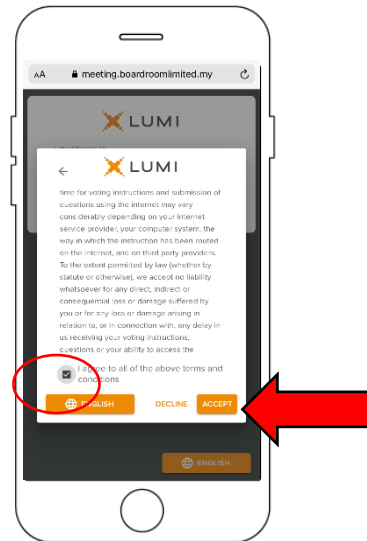 AA meeting.boardroomlimited.my
LUMI
LUMI
time for voting instructions and submission of
questions using the internet may vary
considerably depending on your internet
service provider, your computer system, the
way in which the instruction has been routed
on the internet, and on third party providers.
To the extent permitted by law (whether by
statute or otherwise), we accept no liability
whatsoever for any direct, indirect or
consequential loss or damage suffered by
you or for any loss or damage arising in
relation to, or in connection with, any delay in
us receiving your voting instructions,
questions or your ability to access the
I agree to all of the above terms and
conditions
ENGLISH DECLINE ACCEPT
ENGLISH